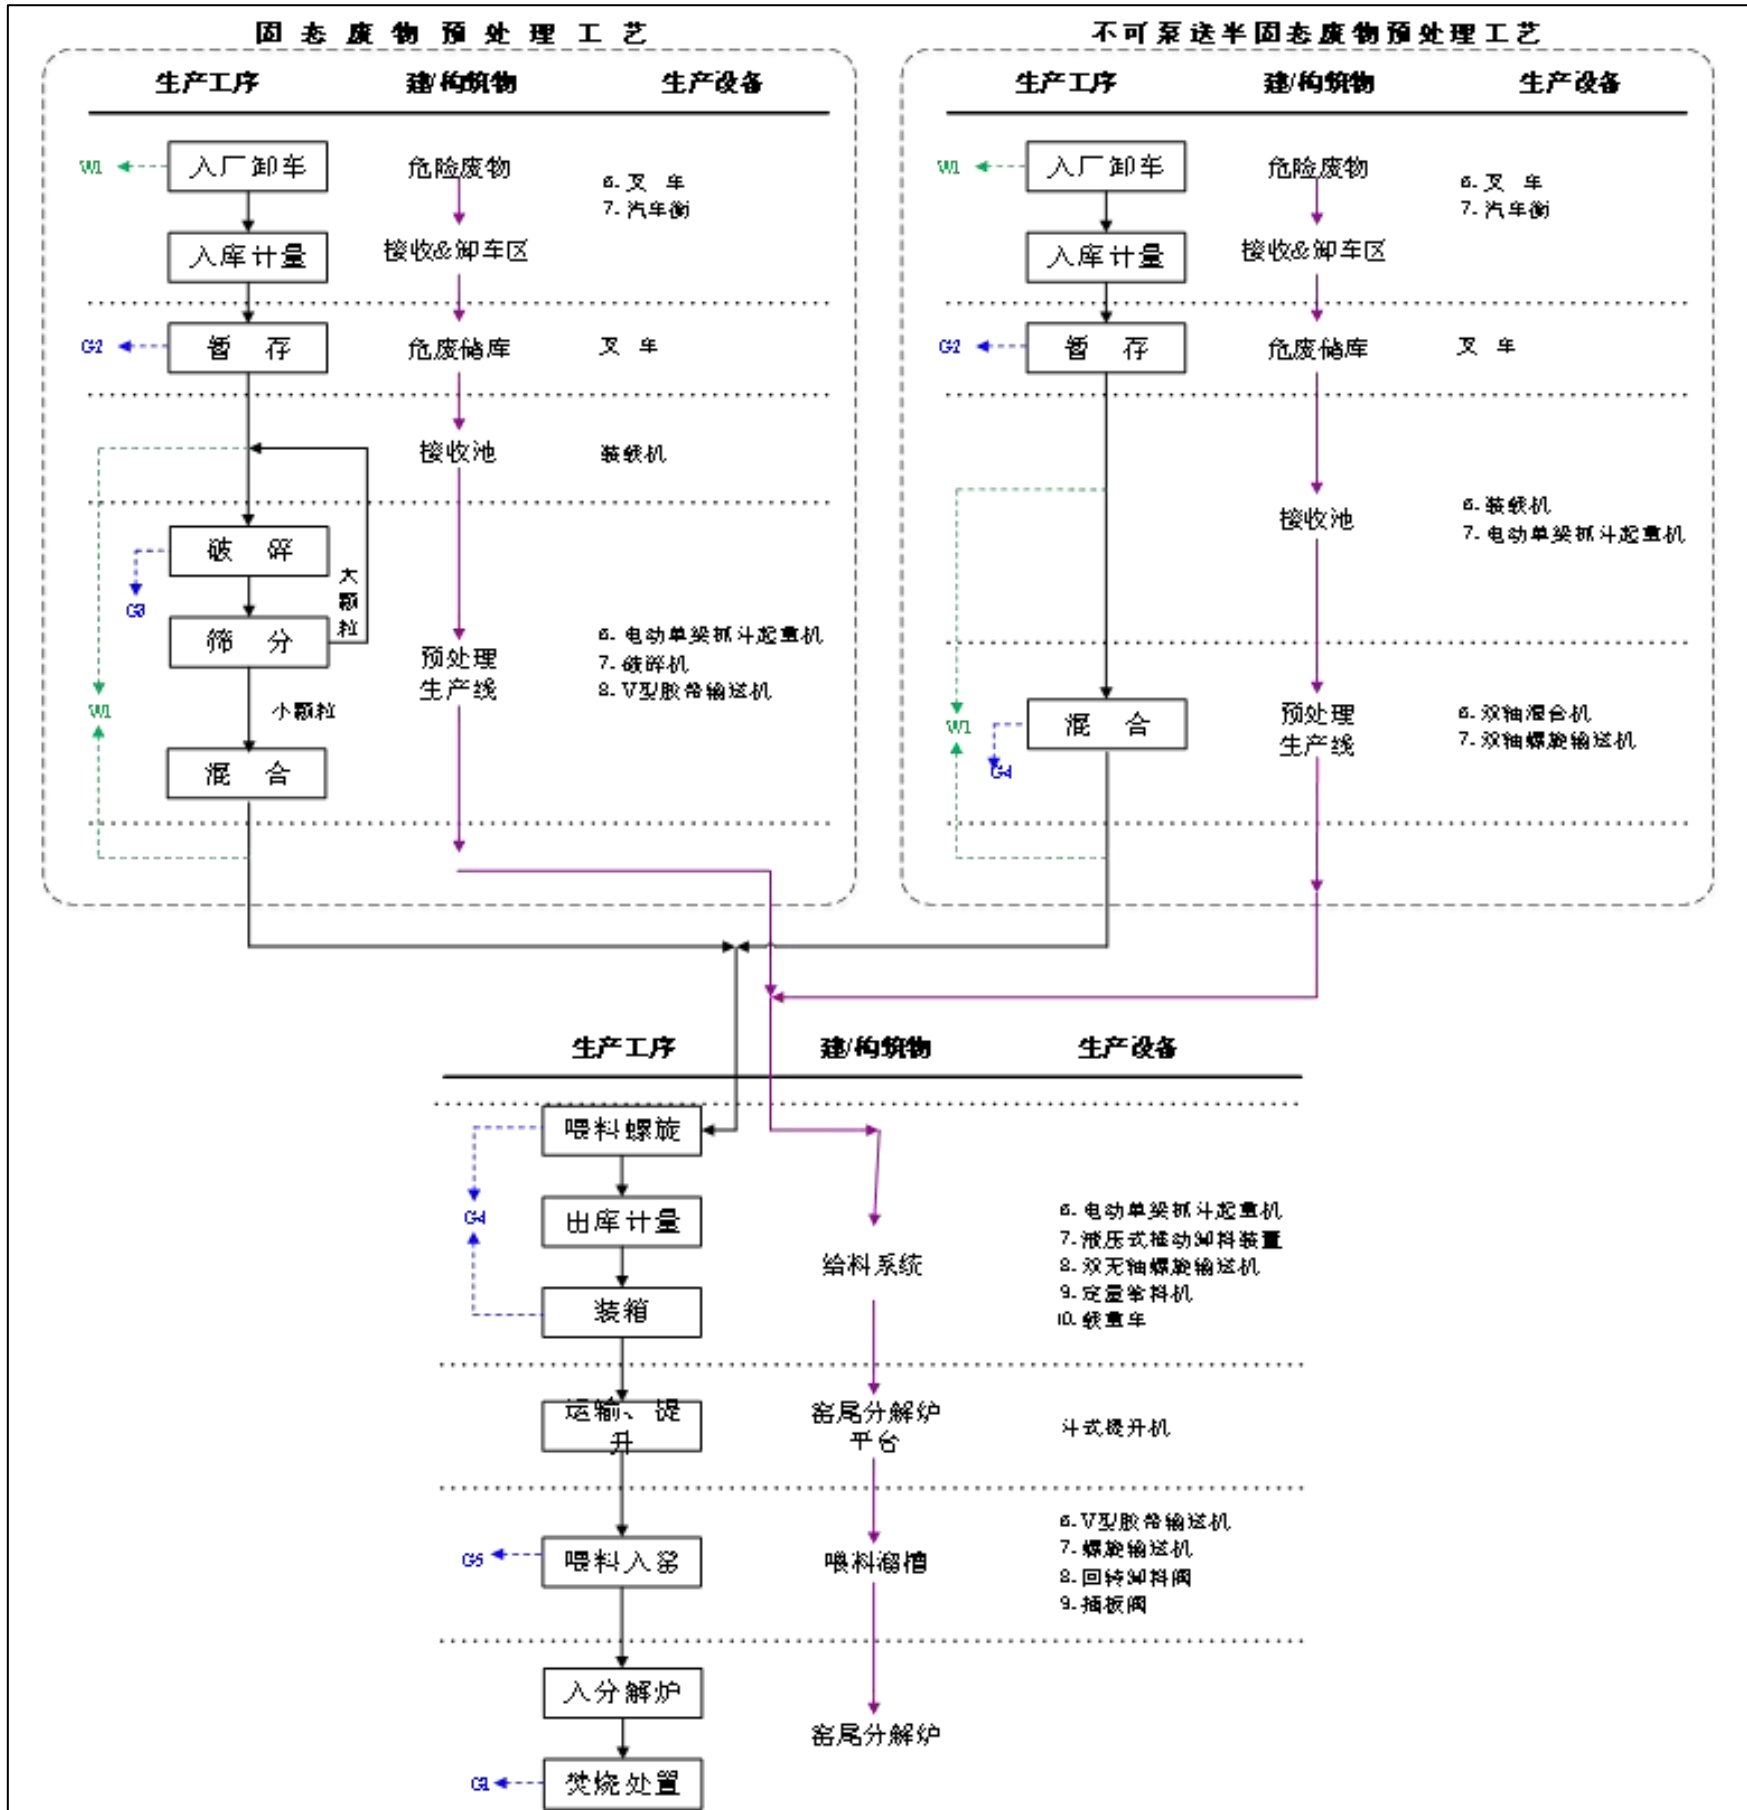 固态废物预处理工艺
生产工序 建/构筑物 生产设备
W1 入厂卸车 危险废物
6. 叉 车
7. 汽车衡
入库计量 接收&卸车区
G2 暂 存 危废储库 叉 车
接收池 装载机
破 碎
G3
大颗粒
筛 分
预处理
生产线
6. 电动单梁抓斗起重机
7. 破碎机
8. V型胶带输送机
小颗粒
W1
混 合
不可泵送半固态废物预处理工艺
生产工序 建/构筑物 生产设备
W1 入厂卸车 危险废物
6. 叉 车
7. 汽车衡
入库计量 接收&卸车区
G2 暂 存 危废储库 叉 车
接收池
6. 装载机
7. 电动单梁抓斗起重机
W1
混 合
G4
预处理
生产线
6. 双轴混合机
7. 双轴螺旋输送机
生产工序 建/构筑物 生产设备
喂料螺旋
G4
出库计量
装箱
给料系统
6. 电动单梁抓斗起重机
7. 液压式推动卸料装置
8. 双无轴螺旋输送机
9. 定量给料机
10. 载重车
运输、提
升
窑尾分解炉
平台
斗式提升机
G5 喂料入窑 喂料溜槽
6. V型胶带输送机
7. 螺旋输送机
8. 回转卸料阀
9. 插板阀
入分解炉
窑尾分解炉
G1 焚烧处置